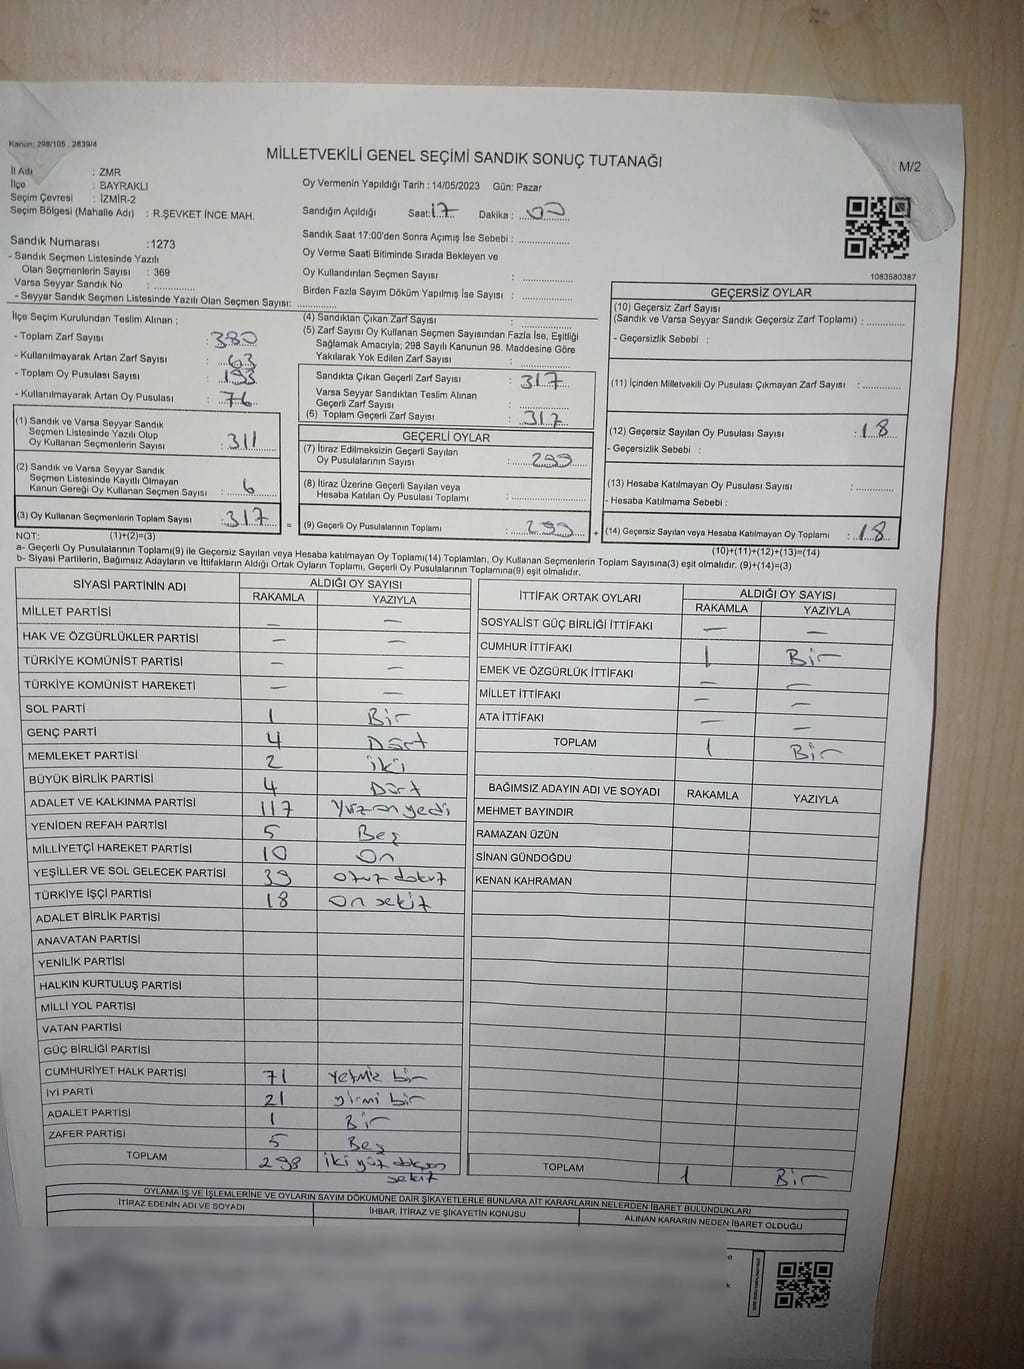 Kanun: 298/105 , 2839/4
MİLLETVEKİLİ GENEL SEÇİMİ SANDIK SONUÇ TUTANAĞI
M/2
İl Adı : ZMR
İlçe : BAYRAKLI
Seçim Çevresi : İZMİR-2
Seçim Bölgesi (Mahalle Adı) : R.ŞEVKET İNCE MAH.
Oy Vermenin Yapıldığı Tarih : 14/05/2023 Gün: Pazar
Sandığın Açıldığı Saat: 17 Dakika : 00
Sandık Saat 17:00'den Sonra Açımış İse Sebebi :
Oy Verme Saati Bitiminde Sırada Bekleyen ve
Oy Kullandırılan Seçmen Sayısı :
Birden Fazla Sayım Döküm Yapılmış İse Sayısı :
1083580387
Sandık Numarası :1273
- Sandık Seçmen Listesinde Yazılı
Olan Seçmenlerin Sayısı : 369
Varsa Seyyar Sandık No :
- Seyyar Sandık Seçmen Listesinde Yazılı Olan Seçmen Sayısı:
İlçe Seçim Kurulundan Teslim Alınan :
- Toplam Zarf Sayısı : 380
- Kullanılmayarak Artan Zarf Sayısı : 63
- Toplam Oy Pusulası Sayısı :
- Kullanılmayarak Artan Oy Pusulası : 76
(1) Sandık ve Varsa Seyyar Sandık
Seçmen Listesinde Yazılı Olup
Oy Kullanan Seçmenlerin Sayısı : 311
(2) Sandık ve Varsa Seyyar Sandık
Seçmen Listesinde Kayıtlı Olmayan
Kanun Gereği Oy Kullanan Seçmen Sayısı : 6
(3) Oy Kullanan Seçmenlerin Toplam Sayısı : 317
(4) Sandıktan Çıkan Zarf Sayısı :
(5) Zarf Sayısı Oy Kullanan Seçmen Sayısından Fazla İse, Eşitliği
Sağlamak Amacıyla; 298 Sayılı Kanunun 98. Maddesine Göre
Yakılarak Yok Edilen Zarf Sayısı :
Sandıkta Çıkan Geçerli Zarf Sayısı : 317
Varsa Seyyar Sandıktan Teslim Alınan
Geçerli Zarf Sayısı :
(6) Toplam Geçerli Zarf Sayısı : 317
GEÇERLİ OYLAR
(7) İtiraz Edilmeksizin Geçerli Sayılan
Oy Pusulalarının Sayısı : 299
(8) İtiraz Üzerine Geçerli Sayılan veya
Hesaba Katılan Oy Pusulası Toplamı :
= (9) Geçerli Oy Pusulalarının Toplamı : 299 +
GEÇERSİZ OYLAR
(10) Geçersiz Zarf Sayısı
(Sandık ve Varsa Seyyar Sandık Geçersiz Zarf Toplamı) :
- Geçersizlik Sebebi :
(11) İçinden Milletvekili Oy Pusulası Çıkmayan Zarf Sayısı :
(12) Geçersiz Sayılan Oy Pusulası Sayısı : 18
- Geçersizlik Sebebi :
(13) Hesaba Katılmayan Oy Pusulası Sayısı :
- Hesaba Katılmama Sebebi :
(14) Geçersiz Sayılan veya Hesaba Katılmayan Oy Toplamı : 18
NOT: (1)+(2)=(3)
(10)+(11)+(12)+(13)=(14)
a- Geçerli Oy Pusulalarının Toplamı(9) ile Geçersiz Sayılan veya Hesaba katılmayan Oy Toplamı(14) Toplamları, Oy Kullanan Seçmenlerin Toplam Sayısına(3) eşit olmalıdır. (9)+(14)=(3)
b- Siyasi Partilerin, Bağımsız Adayların ve İttifakların Aldığı Ortak Oyların Toplamı, Geçerli Oy Pusulalarının Toplamına(9) eşit olmalıdır.
SİYASİ PARTİNİN ADI ALDIĞI OY SAYISI
RAKAMLA YAZIYLA
MİLLET PARTİSİ — —
HAK VE ÖZGÜRLÜKLER PARTİSİ — —
TÜRKİYE KOMÜNİST PARTİSİ — —
TÜRKİYE KOMÜNİST HAREKETİ — —
SOL PARTİ 1 Bir
GENÇ PARTİ 4 Dört
MEMLEKET PARTİSİ 2 iki
BÜYÜK BİRLİK PARTİSİ 4 Dört
ADALET VE KALKINMA PARTİSİ 117 Yüzonyedi
YENİDEN REFAH PARTİSİ 5 Beş
MİLLİYETÇİ HAREKET PARTİSİ 10 On
YEŞİLLER VE SOL GELECEK PARTİSİ 39 otuz dokuz
TÜRKİYE İŞÇİ PARTİSİ 18 On sekiz
ADALET BİRLİK PARTİSİ
ANAVATAN PARTİSİ
YENİLİK PARTİSİ
HALKIN KURTULUŞ PARTİSİ
MİLLİ YOL PARTİSİ
VATAN PARTİSİ
GÜÇ BİRLİĞİ PARTİSİ
CUMHURİYET HALK PARTİSİ 71 yetmiş bir
İYİ PARTİ 21 yirmi bir
ADALET PARTİSİ 1 Bir
ZAFER PARTİSİ 5 Beş
TOPLAM 298 iki yüz doksan
sekiz
İTTİFAK ORTAK OYLARI ALDIĞI OY SAYISI
RAKAMLA YAZIYLA
SOSYALİST GÜÇ BİRLİĞİ İTTİFAKI — —
CUMHUR İTTİFAKI 1 Bir
EMEK VE ÖZGÜRLÜK İTTİFAKI — —
MİLLET İTTİFAKI — —
ATA İTTİFAKI — —
TOPLAM 1 Bir
BAĞIMSIZ ADAYIN ADI VE SOYADI RAKAMLA YAZIYLA
MEHMET BAYINDIR
RAMAZAN ÜZÜN
SİNAN GÜNDOĞDU
KENAN KAHRAMAN
TOPLAM 1 Bir
OYLAMA İŞ VE İŞLEMLERİNE VE OYLARIN SAYIM DÖKÜMÜNE DAİR ŞİKAYETLERLE BUNLARA AİT KARARLARIN NELERDEN İBARET BULUNDUKLARI
İTİRAZ EDENİN ADI VE SOYADI İHBAR, İTİRAZ VE ŞİKAYETİN KONUSU ALINAN KARARIN NEDEN İBARET OLDUĞU